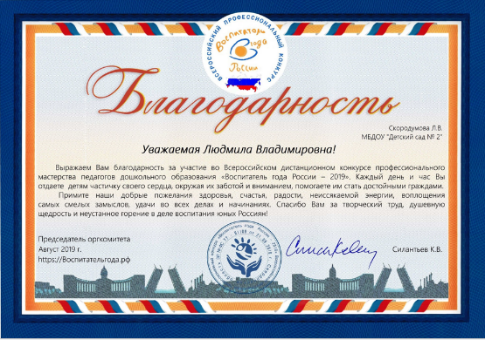 ВСЕРОССИЙСКИЙ ПРОФЕССИОНАЛЬНЫЙ КОНКУРС
Воспитатели
года
России
Благодарность
Скородумова Л.В.
МБДОУ "Детский сад № 2"
Уважаемая Людмила Владимировна!
Выражаем Вам благодарность за участие во Всероссийском дистанционном конкурсе профессионального
мастерства педагогов дошкольного образования «Воспитатель года России – 2019». Каждый день и час Вы
отдаете детям частичку своего сердца, окружая их заботой и вниманием, помогаете им стать достойными гражданами.
Примите наши добрые пожелания здоровья, счастья, радости, неиссякаемой энергии, воплощения
самых смелых замыслов, удачи во всех делах и начинаниях. Спасибо Вам за творческий труд, душевную
щедрость и неустанное горение в деле воспитания юных Россиян!
Председатель оргкомитета
Август 2019 г.
https://Воспитательгода.рф
Силантьев К.В.